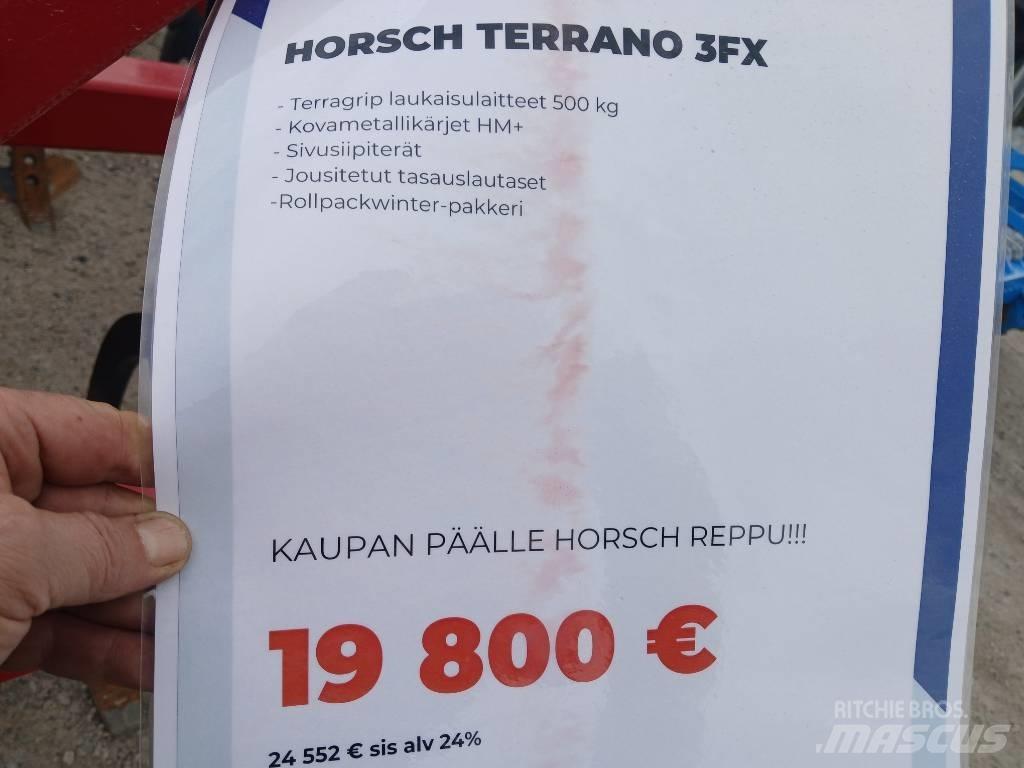 HORSCH TERRANO 3FX
- Terragrip laukaisulaitteet 500 kg
- Kovametallikärjet HM+
- Sivusiipiterät
- Jousitetut tasauslautaset
-Rollpackwinter-pakkeri
KAUPAN PÄÄLLE HORSCH REPPU!!!
19 800 €
24 552 € sis alv 24%
RITCHIE BROS.
MASCUS